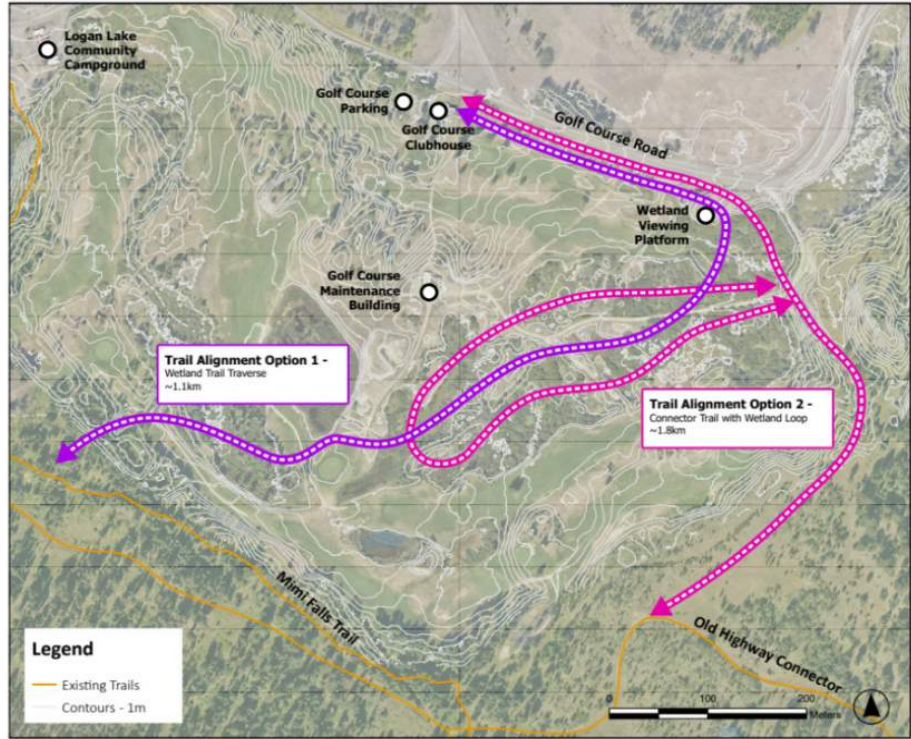 Logan Lake
Community
Campground
Golf Course
Parking
Golf Course
Clubhouse
Golf Course Road
Wetland
Viewing
Platform
Golf Course
Maintenance
Building
Trail Alignment Option 1 -
Wetland Trail Traverse
~1.1km
Trail Alignment Option 2 -
Connector Trail with Wetland Loop
~1.8km
Mimi Falls Trail
Old Highway Connector
Legend
Existing Trails
Contours - 1m
0 100 200
Meters